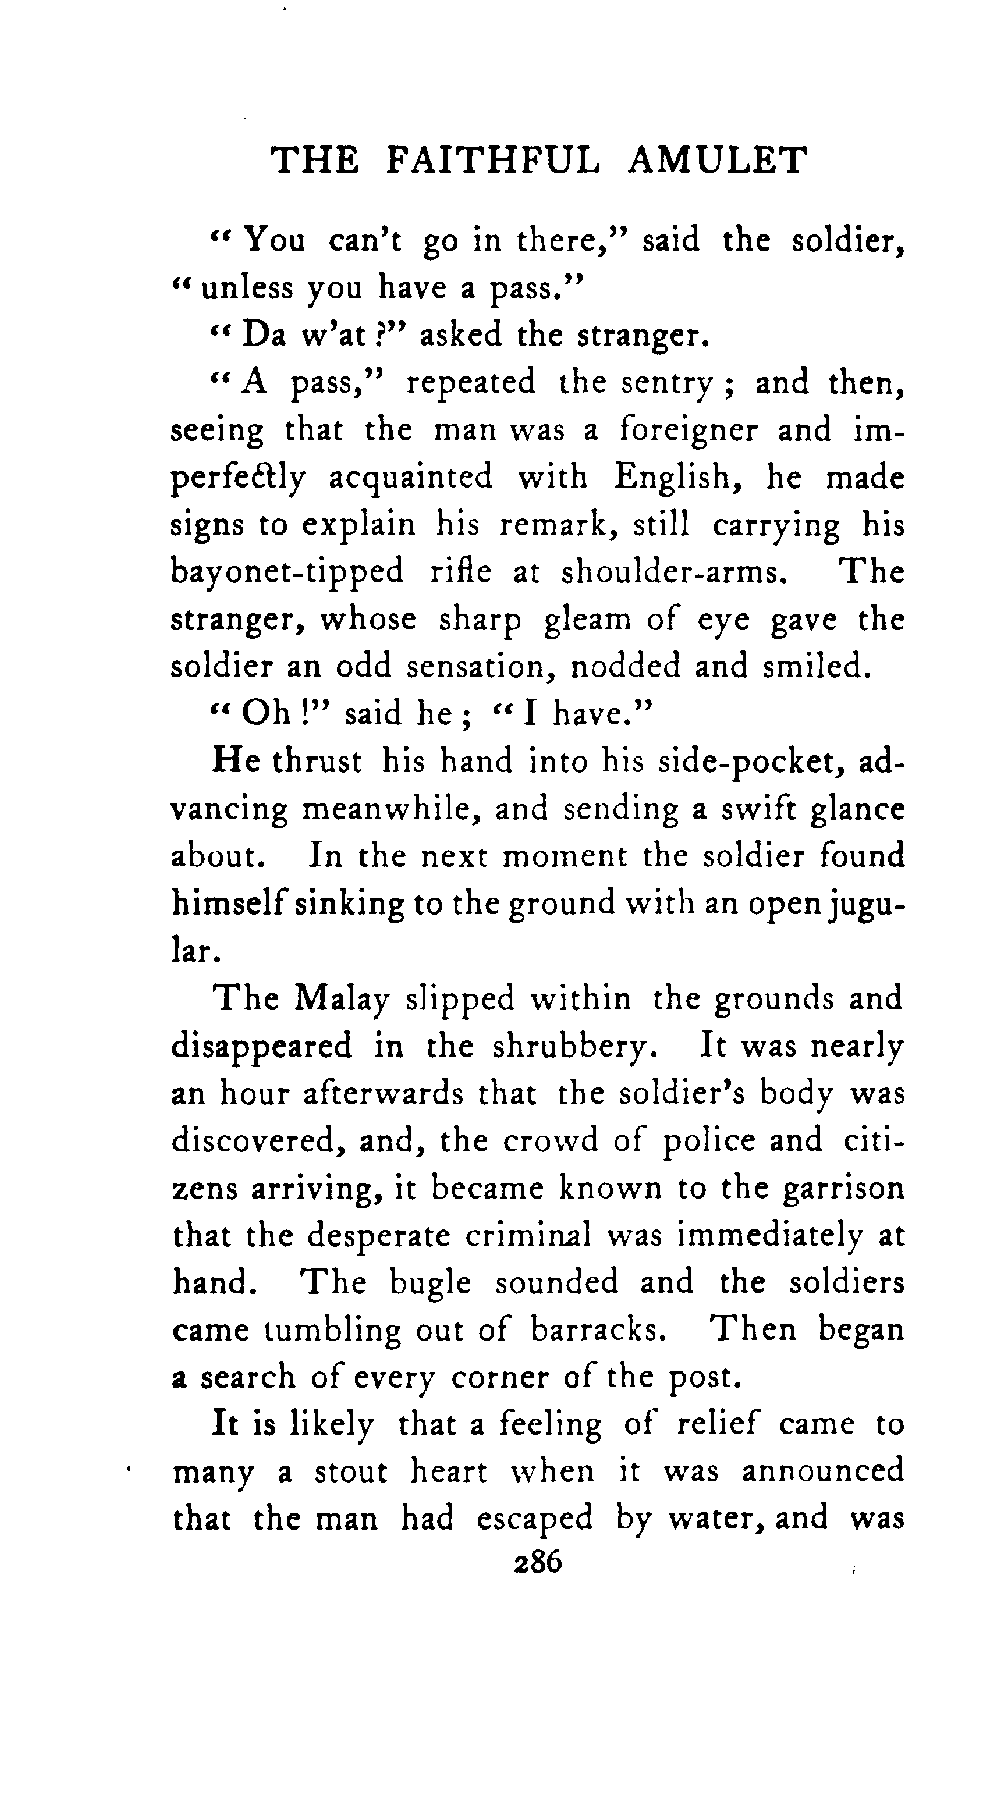 THE FAITHFUL AMULET
“ You can’t go in there,” said the soldier,
“ unless you have a pass.”
“ Da w’at ?” asked the stranger.
“ A pass,” repeated the sentry ; and then,
seeing that the man was a foreigner and im-
perfectly acquainted with English, he made
signs to explain his remark, still carrying his
bayonet-tipped rifle at shoulder-arms. The
stranger, whose sharp gleam of eye gave the
soldier an odd sensation, nodded and smiled.
“ Oh !” said he ; “ I have.”
He thrust his hand into his side-pocket, ad-
vancing meanwhile, and sending a swift glance
about. In the next moment the soldier found
himself sinking to the ground with an open jugu-
lar.
The Malay slipped within the grounds and
disappeared in the shrubbery. It was nearly
an hour afterwards that the soldier’s body was
discovered, and, the crowd of police and citi-
zens arriving, it became known to the garrison
that the desperate criminal was immediately at
hand. The bugle sounded and the soldiers
came tumbling out of barracks. Then began
a search of every corner of the post.
It is likely that a feeling of relief came to
many a stout heart when it was announced
that the man had escaped by water, and was
286